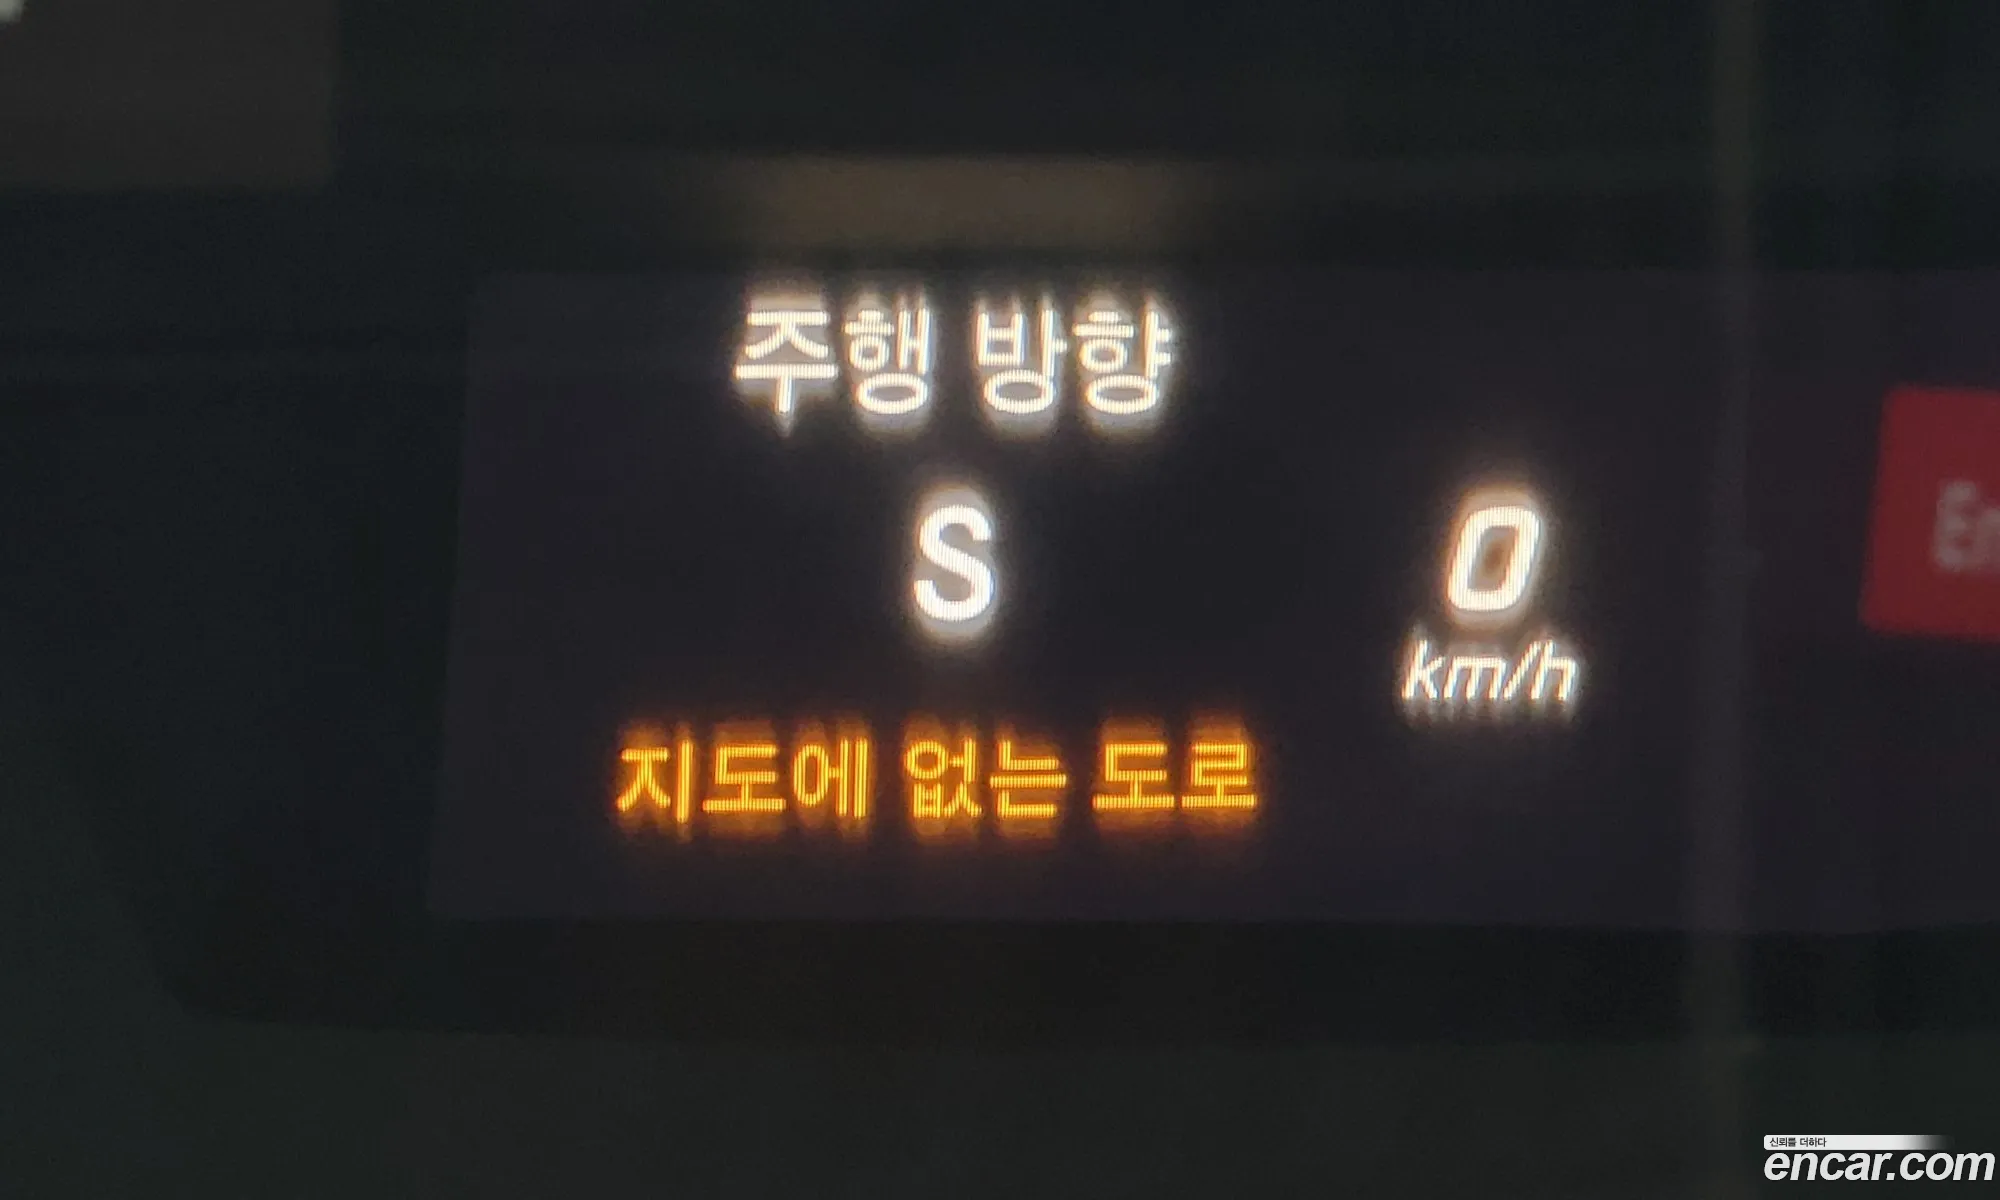 주행 방향
S
0
km/h
지도에 없는 도로
신뢰를 더하다
encar.com